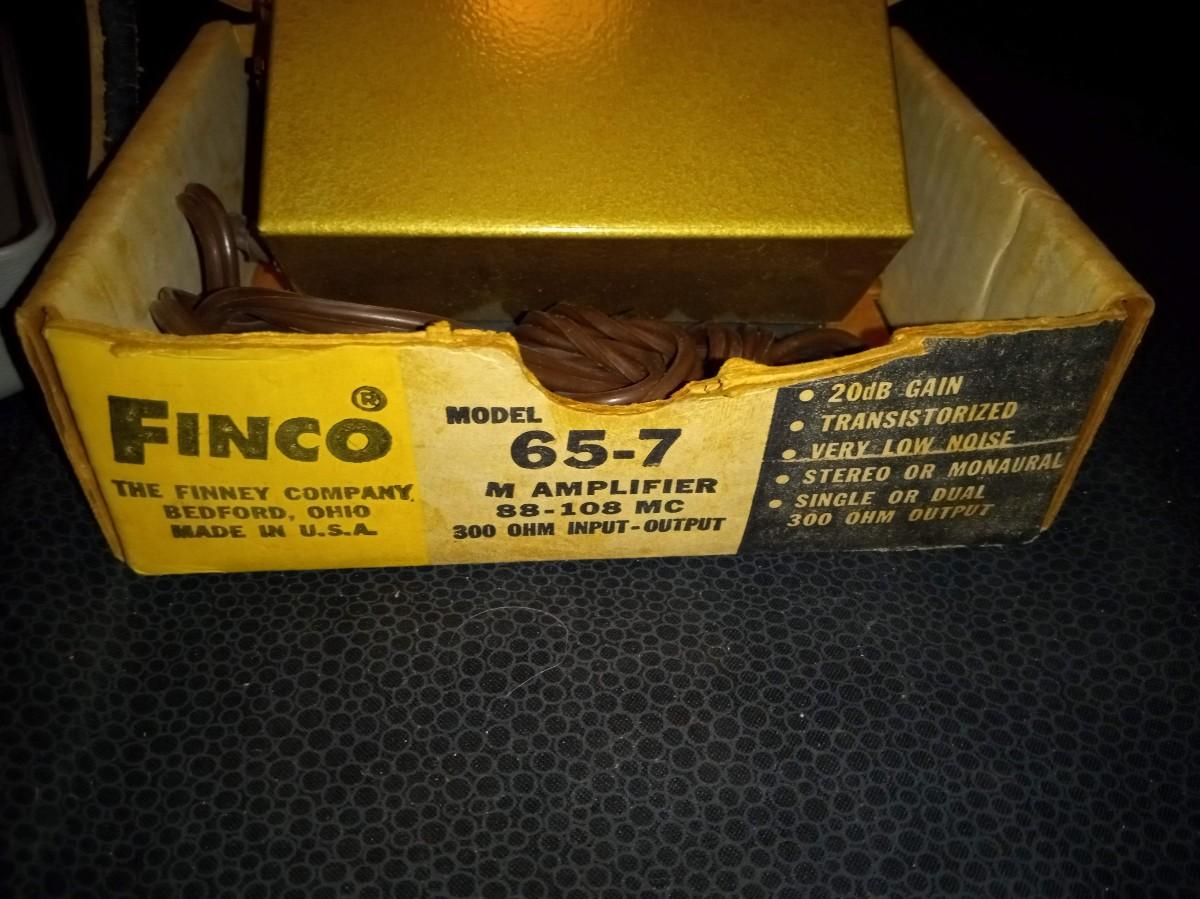 FINCO®
THE FINNEY COMPANY.
BEDFORD, OHIO
MADE IN U.S.A.
MODEL
65-7
M AMPLIFIER
88-108 MC
300 OHM INPUT-OUTPUT
• 20dB GAIN
• TRANSISTORIZED
• VERY LOW NOISE
• STEREO OR MONAURAL
• SINGLE OR DUAL
300 OHM OUTPUT